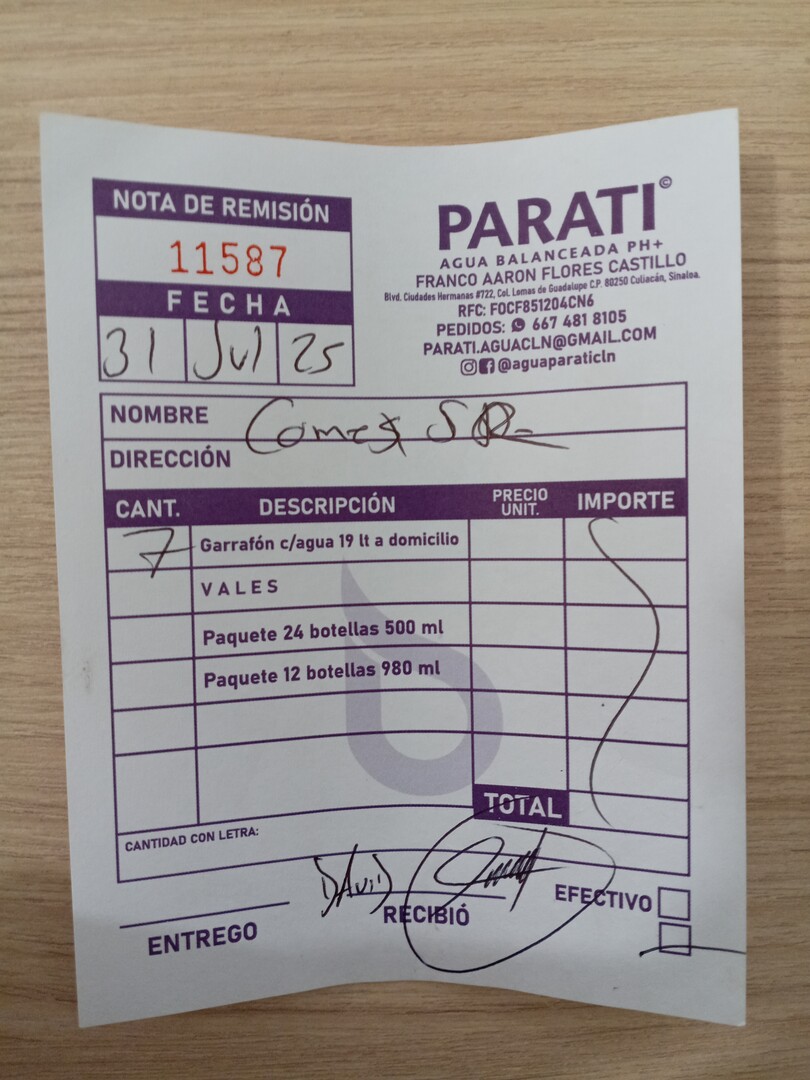 NOTA DE REMISIÓN
11587
FECHA
31 Jul 25
PARATI©
AGUA BALANCEADA PH+
FRANCO AARON FLORES CASTILLO
Blvd. Ciudades Hermanas #722, Col. Lomas de Guadalupe C.P. 80250 Culiacán, Sinaloa.
RFC: FOCF851204CN6
PEDIDOS: 667 481 8105
PARATI.AGUACLN@GMAIL.COM
@aguaparaticln
NOMBRE Comex
DIRECCIÓN
CANT. DESCRIPCIÓN PRECIO UNIT. IMPORTE
7 Garrafón c/agua 19 lt a domicilio
VALES
Paquete 24 botellas 500 ml
Paquete 12 botellas 980 ml
TOTAL
CANTIDAD CON LETRA:
DAviD
ENTREGO
RECIBIÓ
EFECTIVO